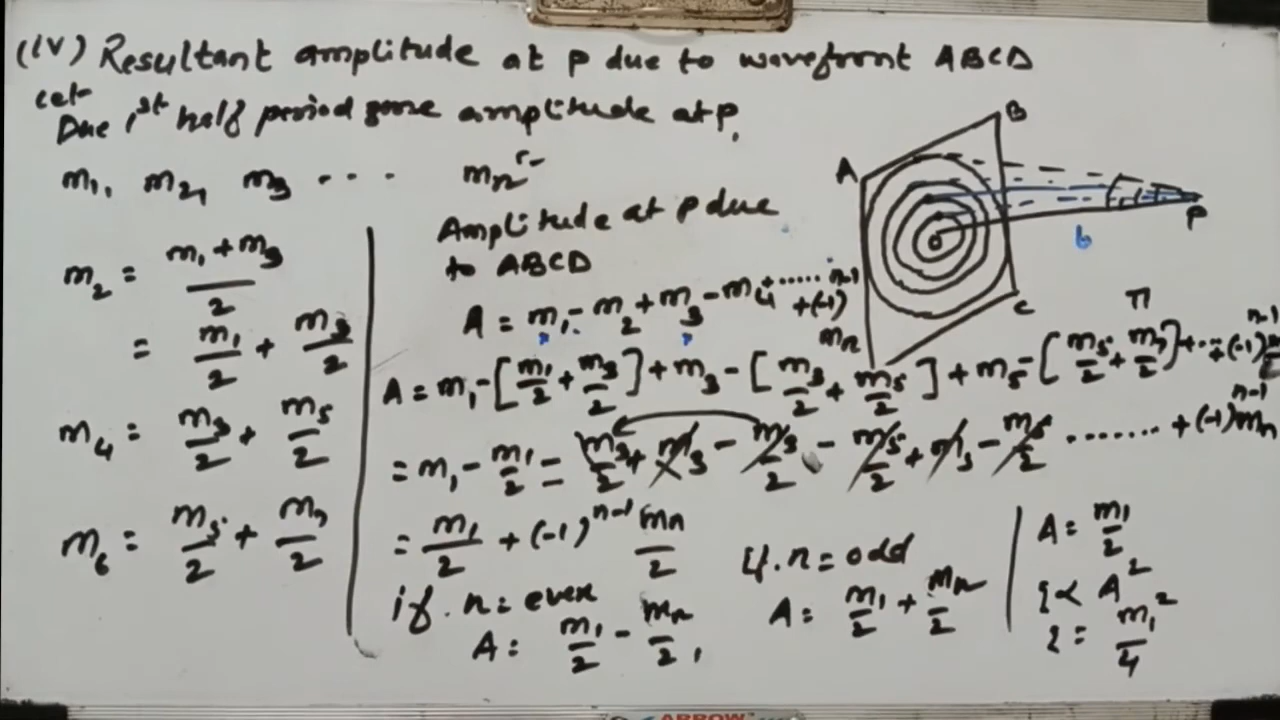 (iv) Resultant amplitude at P due to wavefront ABCD
Let
Due 1st half period zone amplitude at P,
m₁, m₂, m₃ ...
m₂ = (m₁ + m₃)/2
= m₁/2 + m₃/2
m₄ = m₃/2 + m₅/2
m₆ = m₅/2 + m₇/2
Amplitude at P due
to ABCD
A = m₁ - m₂ + m₃ - m₄ + ...... + (-1)ⁿ⁻¹ mₙ
A = m₁ - [m₁/2 + m₃/2] + m₃ - [m₃/2 + m₅/2] + m₅ - [m₅/2 + m₇/2] + ... + (-1)ⁿ⁻¹
= m₁ - m₁/2 - m₃/2 + m₃ - m₃/2 - m₅/2 + m₅ - m₅/2 ....... + (-1)ⁿ⁻¹ mₙ
= m₁/2 + (-1)ⁿ⁻¹ mₙ/2
if. n = even
A = m₁/2 - mₙ/2,
if. n = odd
A = m₁/2 + mₙ/2
A = m₁/2
I ∝ A²
I = m₁²/4
A
B
C
P
b
π
ARROW